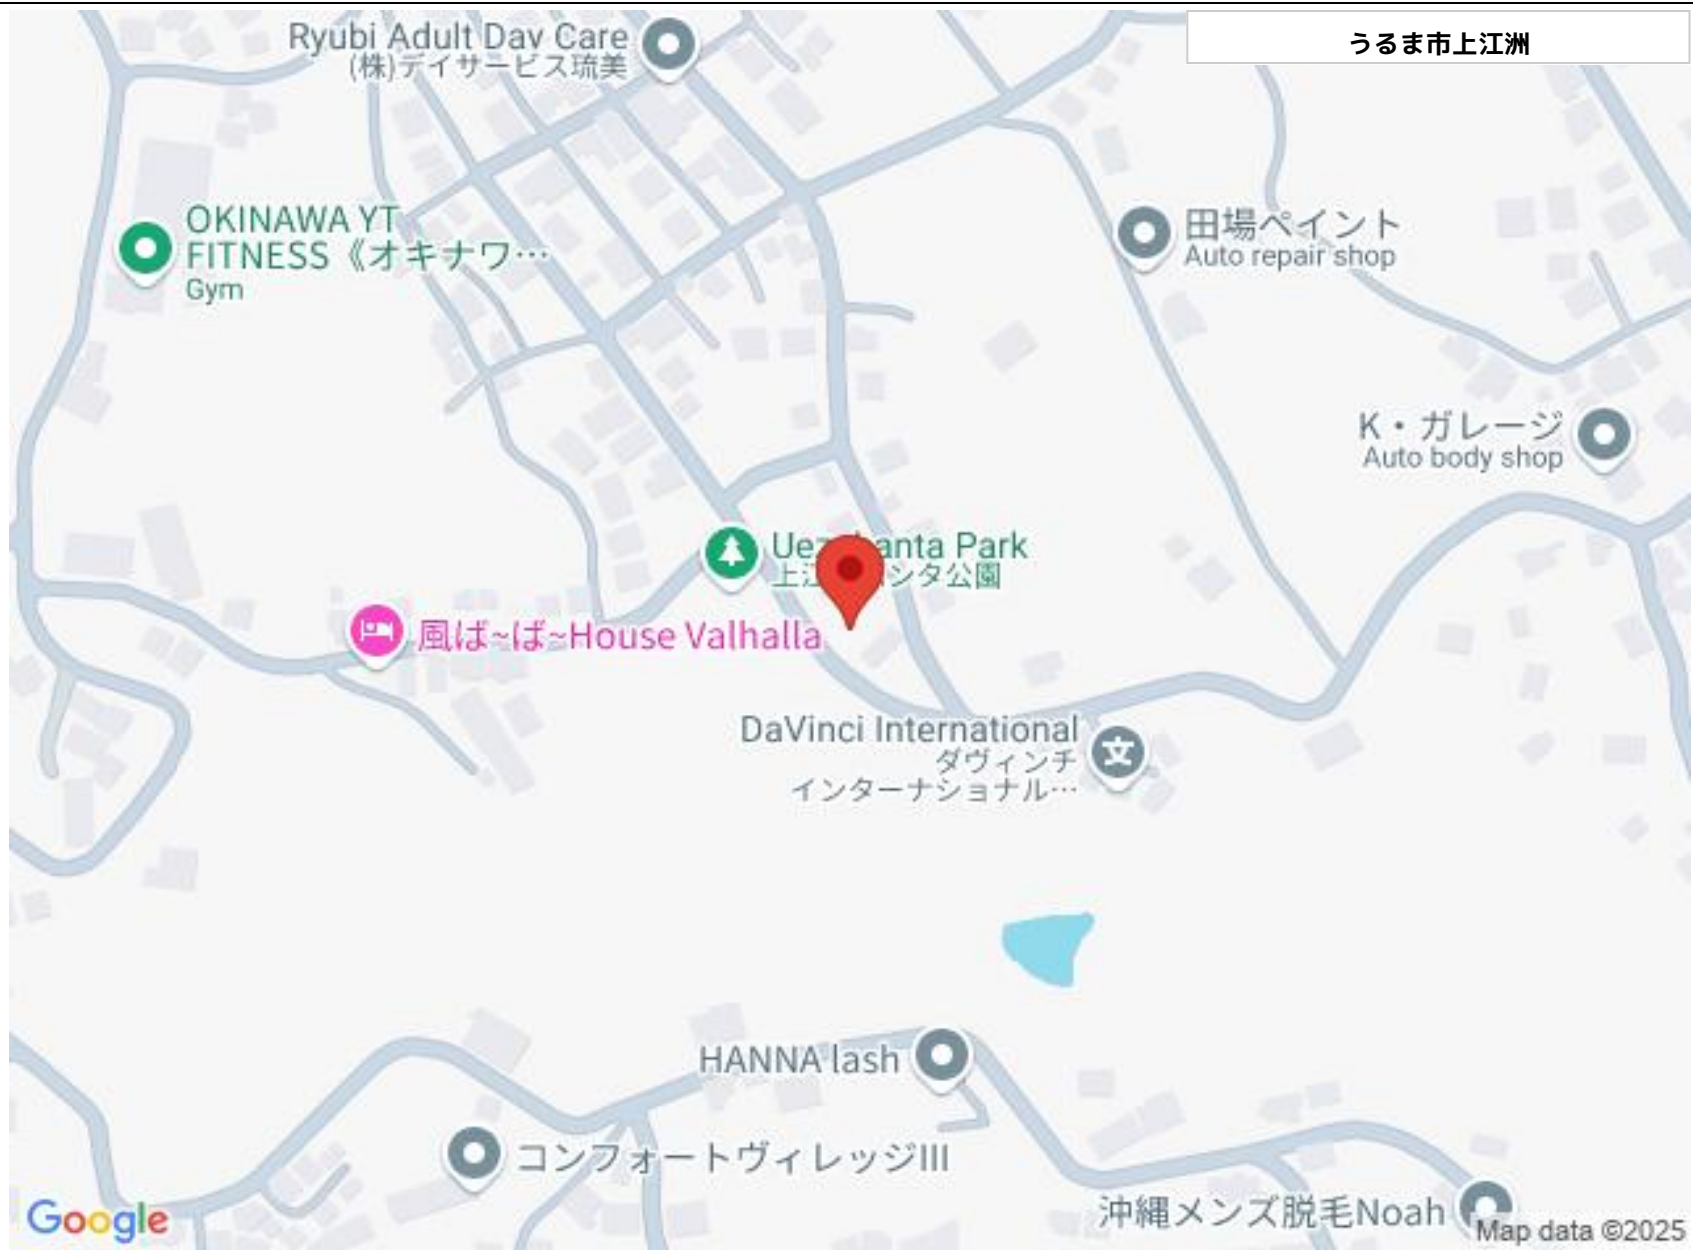 うるま市上江洲
Ryubi Adult Day Care
(株)デイサービス琉美
OKINAWA YT
FITNESS《オキナワ…
Gym
田場ペイント
Auto repair shop
K・ガレージ
Auto body shop
Park
公園
風ば~ば~House Valhalla
DaVinci International
ダヴィンチ
インターナショナル…
HANNA lash
コンフォートヴィレッジIII
沖縄メンズ脱毛Noah
Google
Map data ©2025